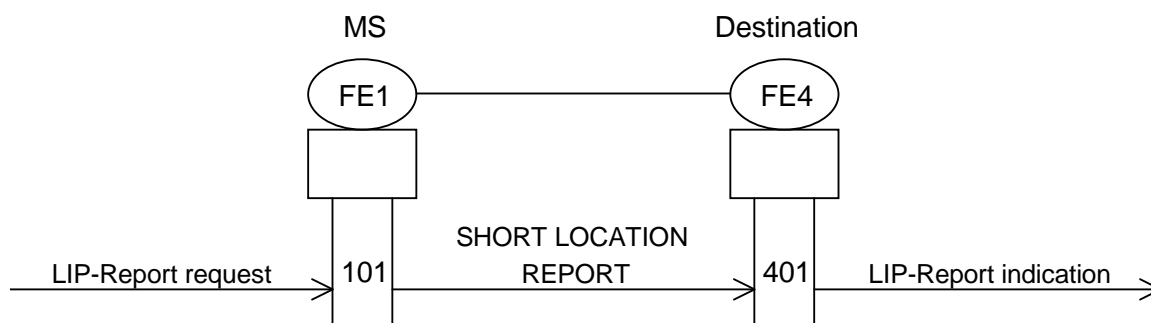 MS
Destination
FE1
FE4
SHORT LOCATION
LIP-Report request
101
REPORT
401
LIP-Report indication